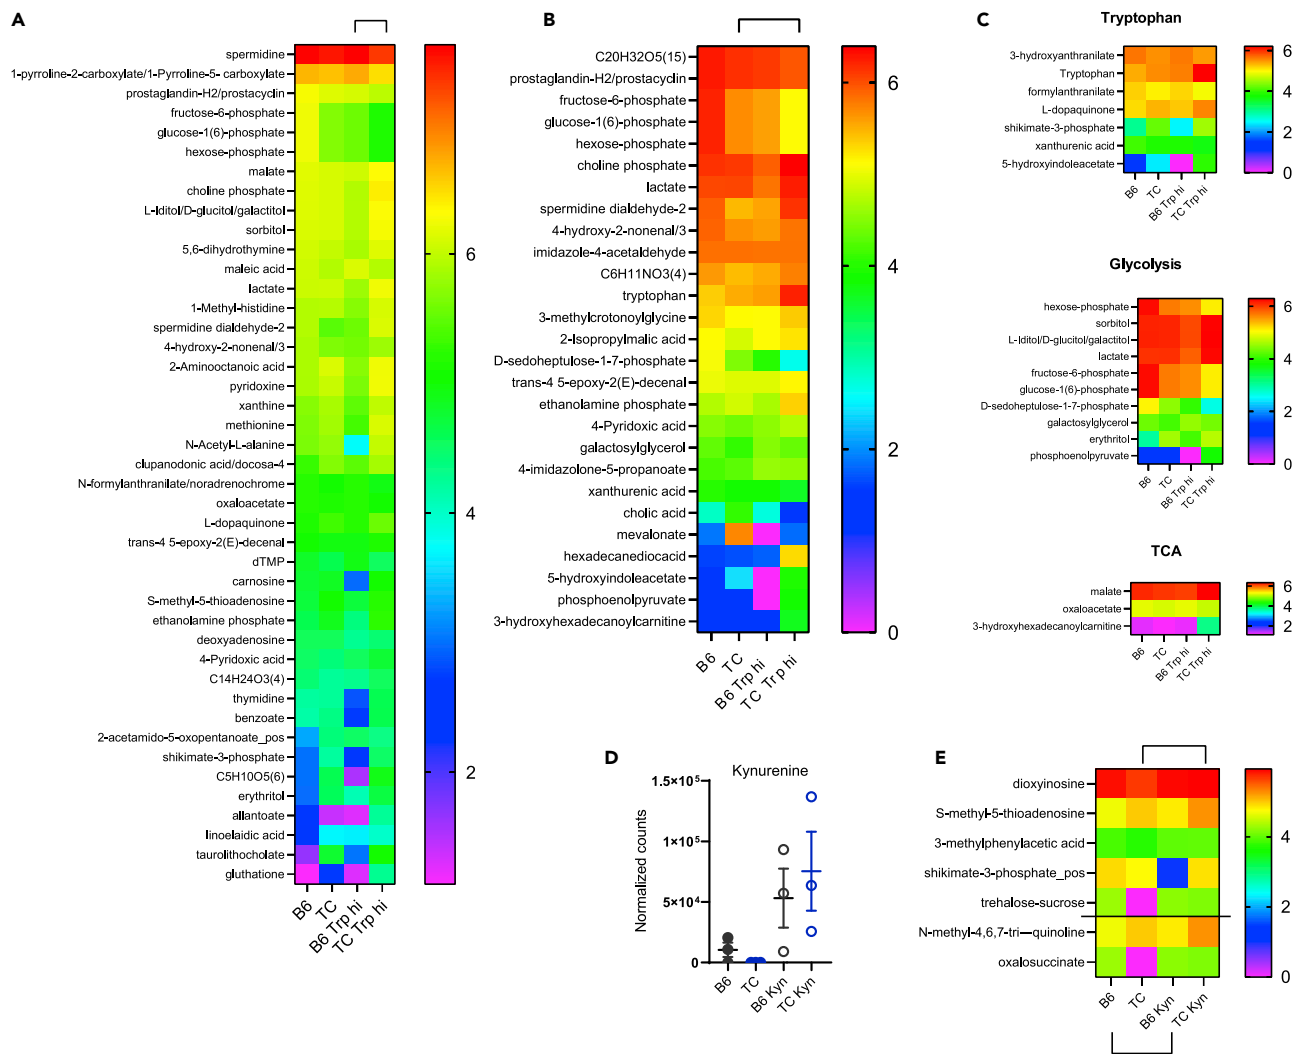 A
spermidine
1-pyrroline-2-carboxylate/1-Pyrroline-5- carboxylate
prostaglandin-H2/prostacyclin
fructose-6-phosphate
glucose-1(6)-phosphate
hexose-phosphate
malate
choline phosphate
L-Iditol/D-glucitol/galactitol
sorbitol
5,6-dihydrothymine
maleic acid
lactate
1-Methyl-histidine
spermidine dialdehyde-2
4-hydroxy-2-nonenal/3
2-Aminooctanoic acid
pyridoxine
xanthine
methionine
N-Acetyl-L-alanine
clupanodonic acid/docosa-4
N-formylanthranilate/noradrenochrome
oxaloacetate
L-dopaquinone
trans-4 5-epoxy-2(E)-decenal
dTMP
carnosine
S-methyl-5-thioadenosine
ethanolamine phosphate
deoxyadenosine
4-Pyridoxic acid
C14H24O3(4)
thymidine
benzoate
2-acetamido-5-oxopentanoate_pos
shikimate-3-phosphate
C5H10O5(6)
erythritol
allantoate
linoelaidic acid
taurolithocholate
gluthatione
B6
TC
B6 Trp hi
TC Trp hi
6
4
2
B
C20H32O5(15)
prostaglandin-H2/prostacyclin
fructose-6-phosphate
glucose-1(6)-phosphate
hexose-phosphate
choline phosphate
lactate
spermidine dialdehyde-2
4-hydroxy-2-nonenal/3
imidazole-4-acetaldehyde
C6H11NO3(4)
tryptophan
3-methylcrotonoylglycine
2-Isopropylmalic acid
D-sedoheptulose-1-7-phosphate
trans-4 5-epoxy-2(E)-decenal
ethanolamine phosphate
4-Pyridoxic acid
galactosylglycerol
4-imidazolone-5-propanoate
xanthurenic acid
cholic acid
mevalonate
hexadecanediocacid
5-hydroxyindoleacetate
phosphoenolpyruvate
3-hydroxyhexadecanoylcarnitine
B6
TC
B6 Trp hi
TC Trp hi
6
4
2
0
C
Tryptophan
3-hydroxyanthranilate
Tryptophan
formylanthranilate
L-dopaquinone
shikimate-3-phosphate
xanthurenic acid
5-hydroxyindoleacetate
B6
TC
B6 Trp hi
TC Trp hi
6
4
2
0
Glycolysis
hexose-phosphate
sorbitol
L-Iditol/D-glucitol/galactitol
lactate
fructose-6-phosphate
glucose-1(6)-phosphate
D-sedoheptulose-1-7-phosphate
galactosylglycerol
erythritol
phosphoenolpyruvate
B6
TC
B6 Trp hi
TC Trp hi
6
4
2
0
TCA
malate
oxaloacetate
3-hydroxyhexadecanoylcarnitine
B6
TC
B6 Trp hi
TC Trp hi
6
4
2
D
Kynurenine
Normalized counts
1.5×10⁵
1×10⁵
5×10⁴
0
B6
TC
B6 Kyn
TC Kyn
E
dioxyinosine
S-methyl-5-thioadenosine
3-methylphenylacetic acid
shikimate-3-phosphate_pos
trehalose-sucrose
N-methyl-4,6,7-tri—quinoline
oxalosuccinate
B6
TC
B6 Kyn
TC Kyn
4
2
0